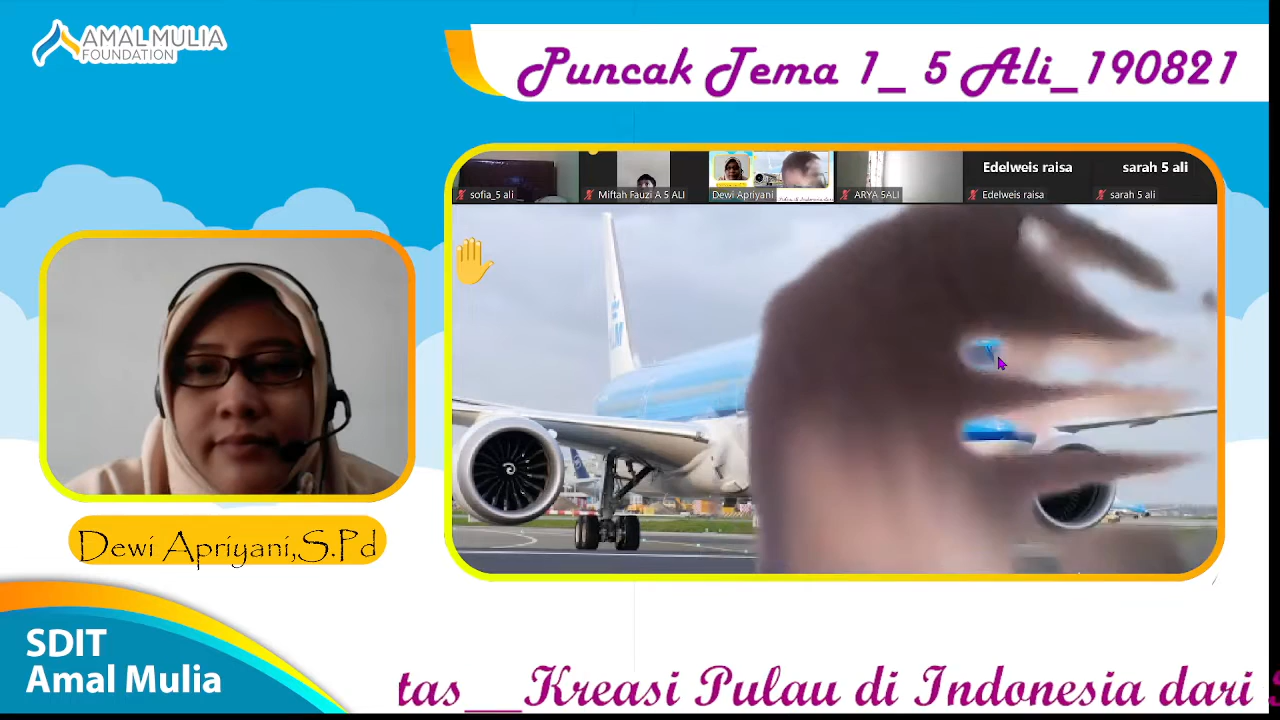 AMAL MULIA
FOUNDATION
Puncak Tema 1_ 5 Ali_190821
Edelweis raisa
sarah 5 ali
sofia_5 ali
Miftah Fauzi A 5 ALI
Dewi Apriyani
ARYA 5ALI
Edelweis raisa
sarah 5 ali
Dewi Apriyani,S.Pd
SDIT
Amal Mulia
tas__Kreasi Pulau di Indonesia dari